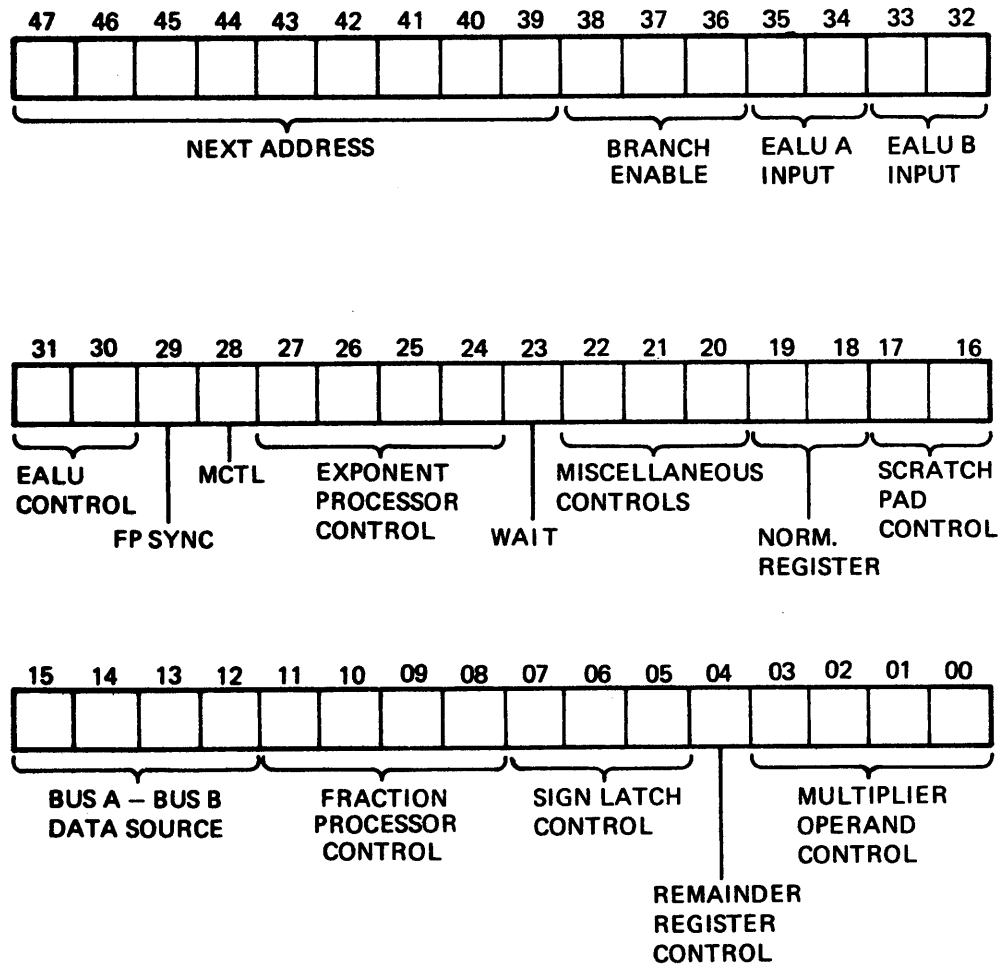 47 46 45 44 43 42 41 40 39 38 37 36 35 34 33 32
NEXT ADDRESS
BRANCH
ENABLE
EALU A
INPUT
EALU B
INPUT
31 30 29 28 27 26 25 24 23 22 21 20 19 18 17 16
EALU
CONTROL
FP SYNC
MCTL
EXPONENT
PROCESSOR
CONTROL
WAIT
MISCELLANEOUS
CONTROLS
NORM.
REGISTER
SCRATCH
PAD
CONTROL
15 14 13 12 11 10 09 08 07 06 05 04 03 02 01 00
BUS A – BUS B
DATA SOURCE
FRACTION
PROCESSOR
CONTROL
SIGN LATCH
CONTROL
REMAINDER
REGISTER
CONTROL
MULTIPLIER
OPERAND
CONTROL